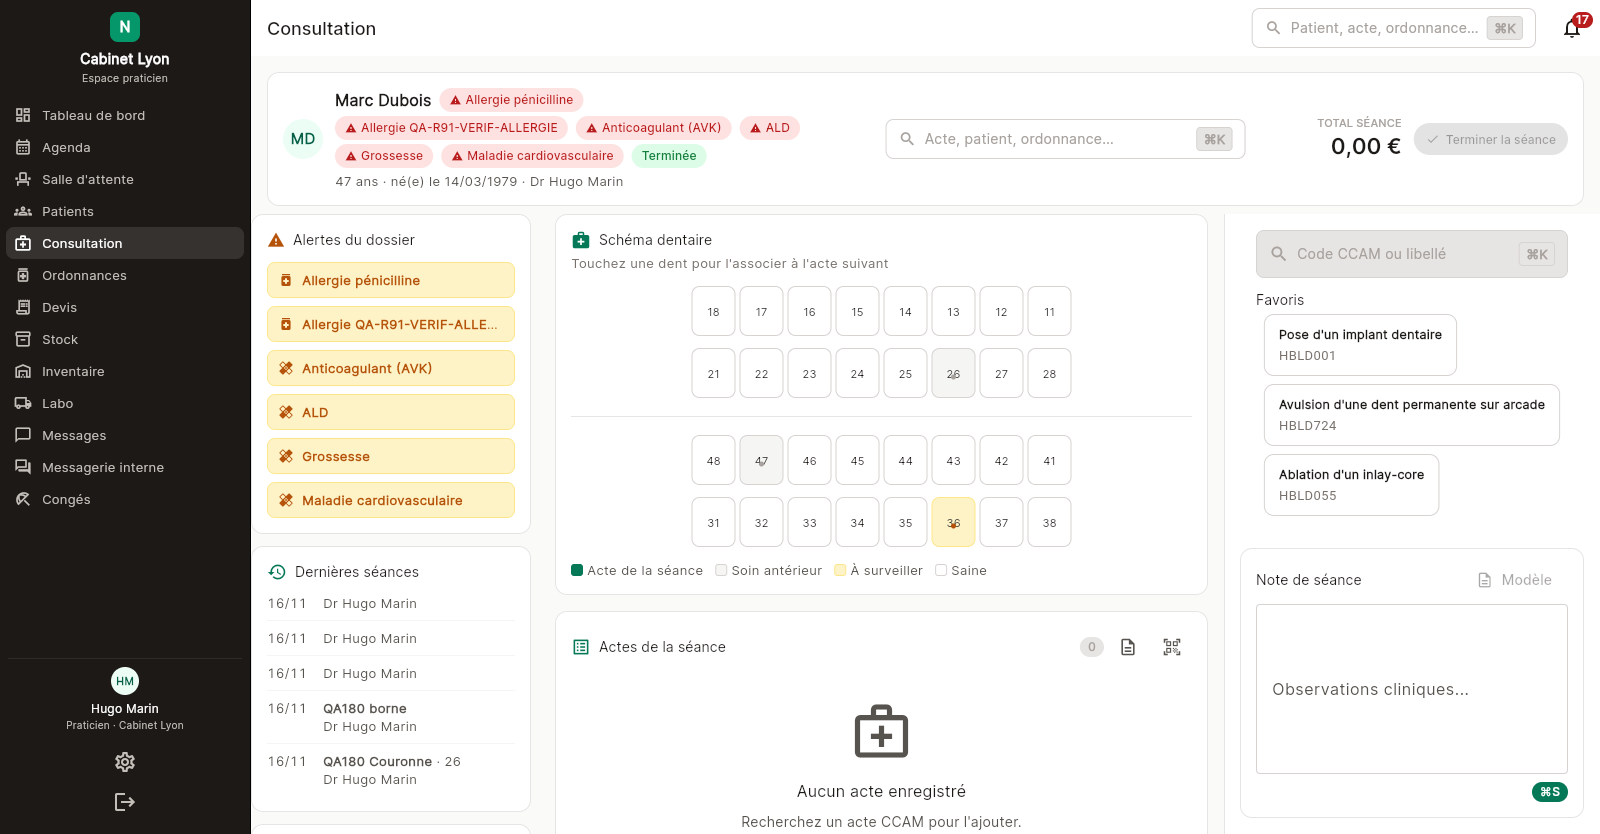 N
Cabinet Lyon
Espace praticien
Tableau de bord
Agenda
Salle d'attente
Patients
Consultation
Ordonnances
Devis
Stock
Inventaire
Labo
Messages
Messagerie interne
Congés
HM
Hugo Marin
Praticien · Cabinet Lyon
Consultation
Patient, acte, ordonnance... ⌘K
17
MD
Marc Dubois Allergie pénicilline
Allergie QA-R91-VERIF-ALLERGIE Anticoagulant (AVK) ALD
Grossesse Maladie cardiovasculaire Terminée
47 ans · né(e) le 14/03/1979 · Dr Hugo Marin
Acte, patient, ordonnance... ⌘K
TOTAL SÉANCE
0,00 €
Terminer la séance
Alertes du dossier
Allergie pénicilline
Allergie QA-R91-VERIF-ALLE...
Anticoagulant (AVK)
ALD
Grossesse
Maladie cardiovasculaire
Dernières séances
16/11 Dr Hugo Marin
16/11 Dr Hugo Marin
16/11 Dr Hugo Marin
16/11 QA180 borne
Dr Hugo Marin
16/11 QA180 Couronne · 26
Dr Hugo Marin
Schéma dentaire
Touchez une dent pour l'associer à l'acte suivant
18 17 16 15 14 13 12 11
21 22 23 24 25 26 27 28
48 47 46 45 44 43 42 41
31 32 33 34 35 36 37 38
Acte de la séance Soin antérieur À surveiller Saine
Actes de la séance 0
Aucun acte enregistré
Recherchez un acte CCAM pour l'ajouter.
Code CCAM ou libellé ⌘K
Favoris
Pose d'un implant dentaire
HBLD001
Avulsion d'une dent permanente sur arcade
HBLD724
Ablation d'un inlay-core
HBLD055
Note de séance Modèle
Observations cliniques...
⌘S